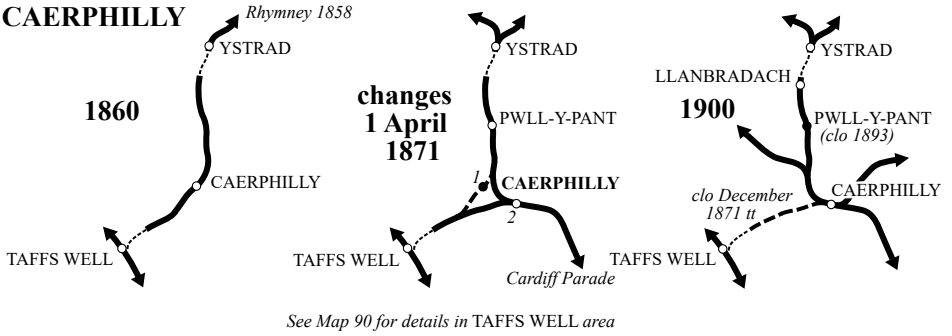 CAERPHILLY
Rhymney 1858
YSTRAD
1860
CAERPHILLY
TAFFS WELL
YSTRAD
changes
1 April
1871
PWLL-Y-PANT
1
CAERPHILLY
2
TAFFS WELL
Cardiff Parade
YSTRAD
LLANBRADACH
1900
PWLL-Y-PANT
(clo 1893)
CAERPHILLY
clo December
1871 tt
TAFFS WELL
See Map 90 for details in TAFFS WELL area